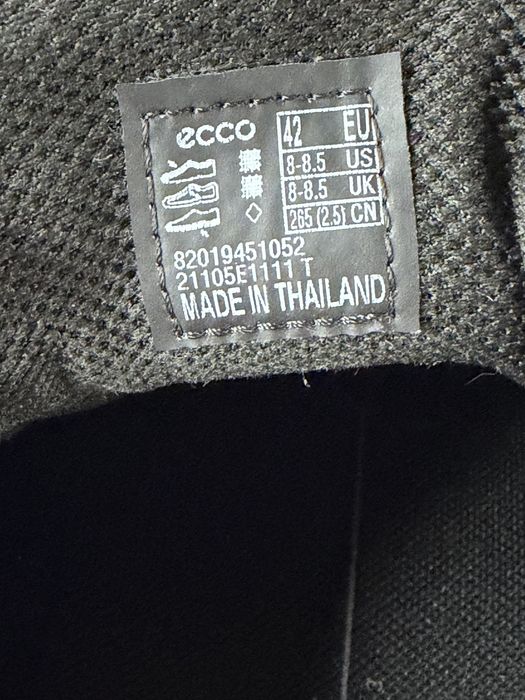 ecco
42 EU
8-8.5 US
8-8.5 UK
265 (2.5) CN
82019451052
21105E1111 T
MADE IN THAILAND